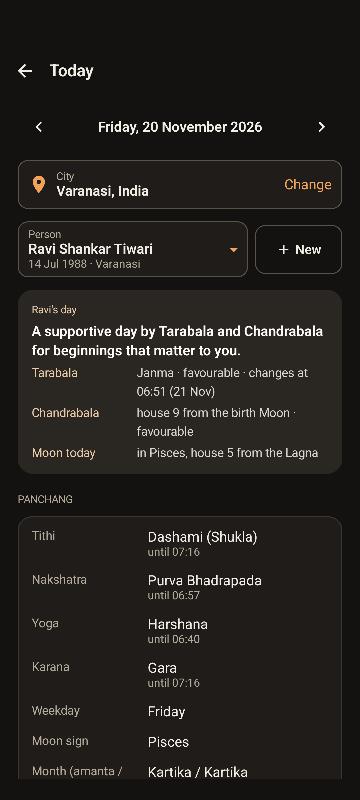 Today
Friday, 20 November 2026
City
Varanasi, India
Change
Person
Ravi Shankar Tiwari
14 Jul 1988 · Varanasi
+ New
Ravi's day
A supportive day by Tarabala and Chandrabala
for beginnings that matter to you.
Tarabala
Janma · favourable · changes at
06:51 (21 Nov)
Chandrabala
house 9 from the birth Moon ·
favourable
Moon today
in Pisces, house 5 from the Lagna
PANCHANG
Tithi
Dashami (Shukla)
until 07:16
Nakshatra
Purva Bhadrapada
until 06:57
Yoga
Harshana
until 06:40
Karana
Gara
until 07:16
Weekday
Friday
Moon sign
Pisces
Month (amanta /
Kartika / Kartika